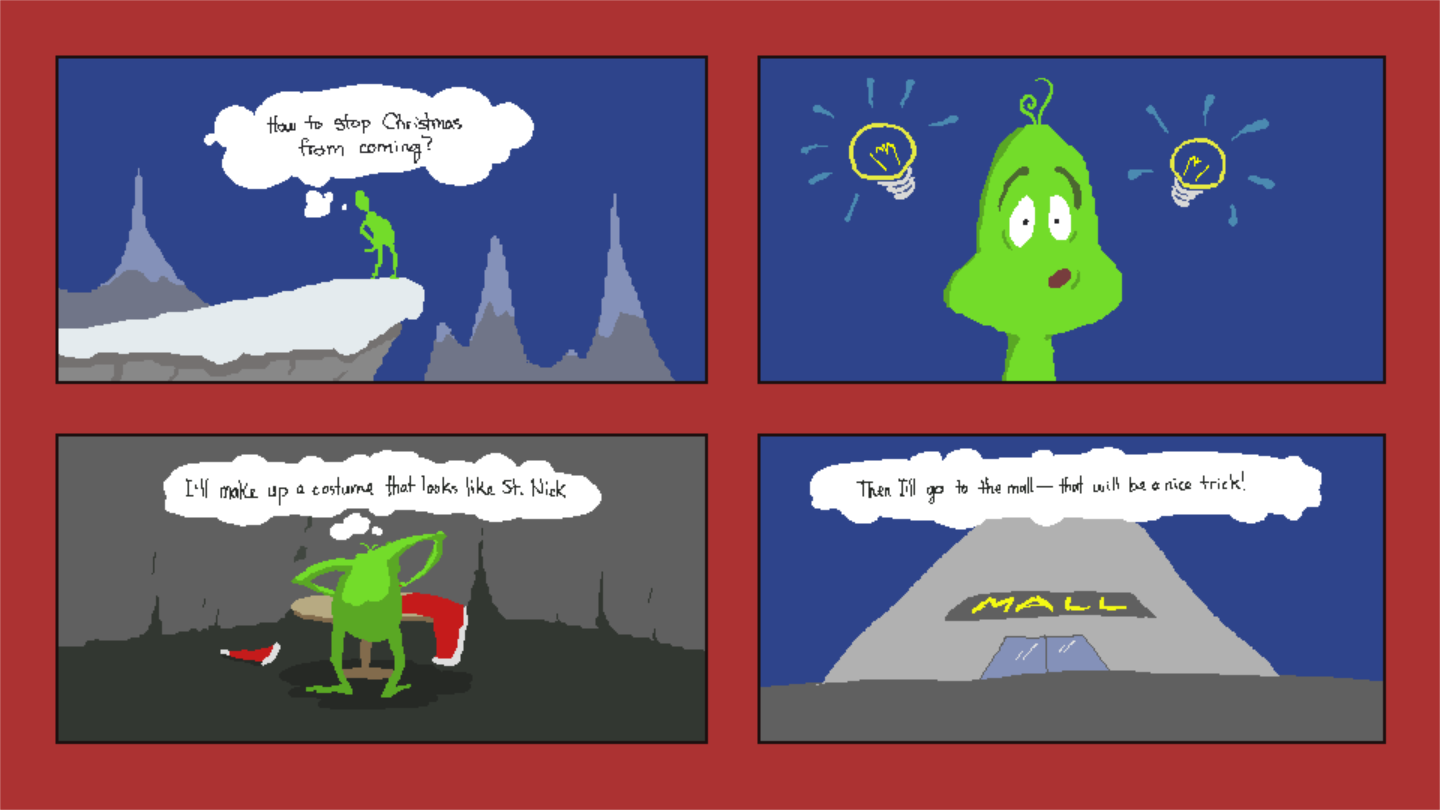 How to stop Christmas
from coming?
I'll make up a costume that looks like St. Nick
Then I'll go to the mall— that will be a nice trick!
MALL